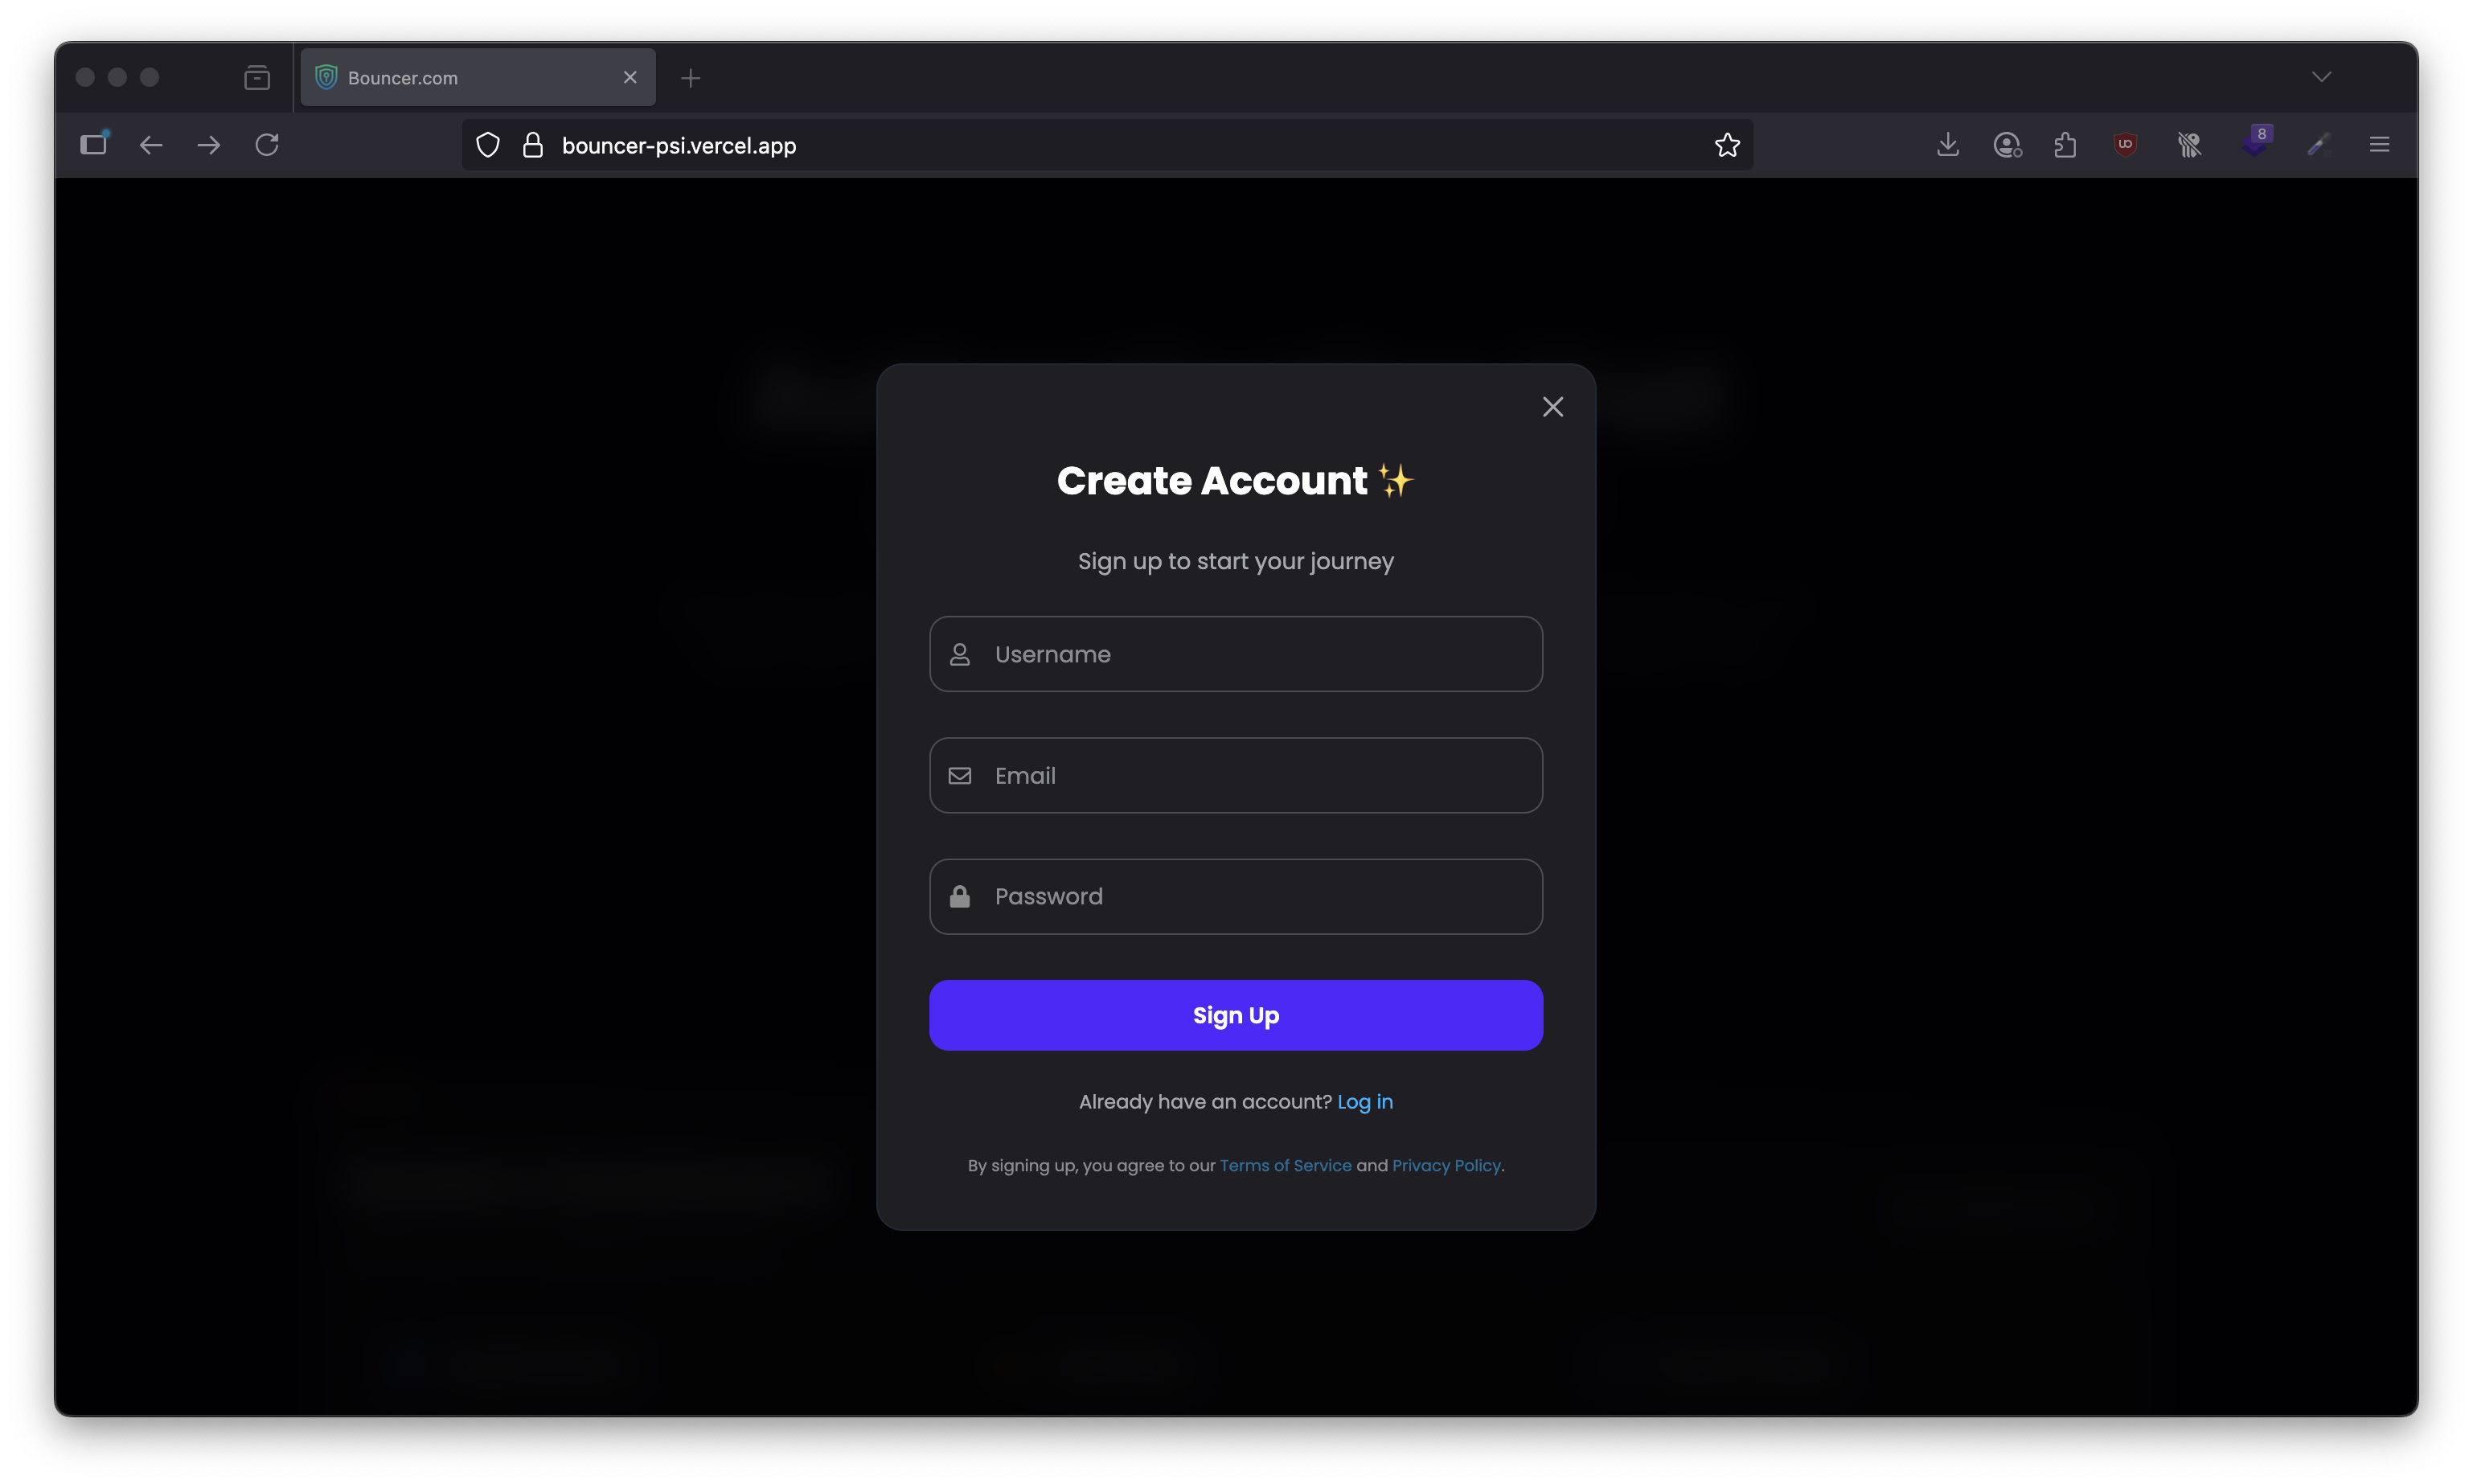 Bouncer.com
bouncer-psi.vercel.app
8
Create Account ✨
Sign up to start your journey
Username
Email
Password
Sign Up
Already have an account? Log in
By signing up, you agree to our Terms of Service and Privacy Policy.